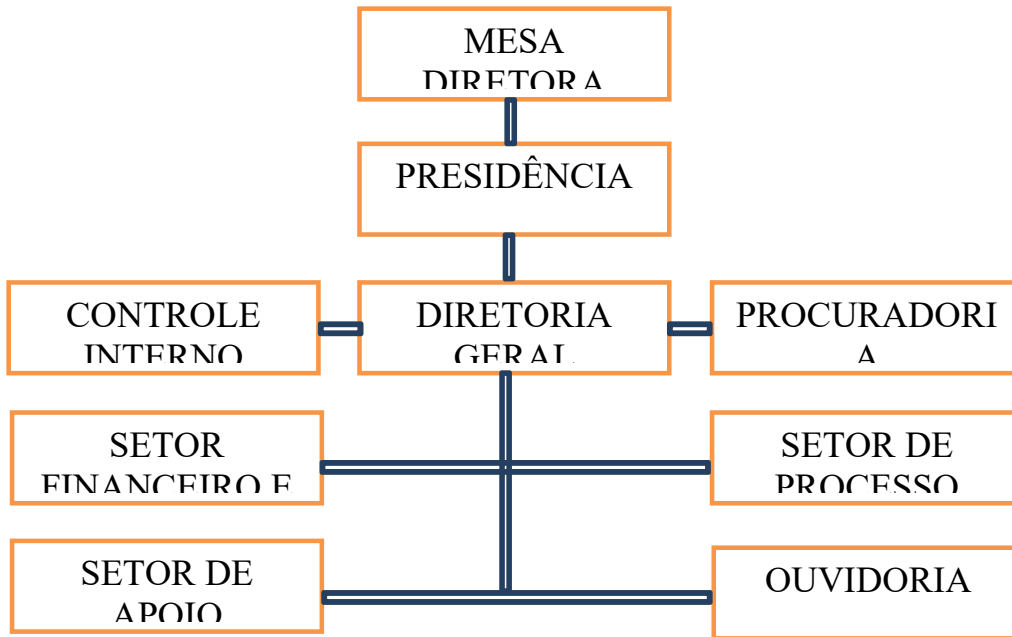 MESA
DIRETORA
PRESIDÊNCIA
CONTROLE
INTERNO
DIRETORIA
GERAL
PROCURADORI
A
SETOR
FINANCEIRO E
SETOR DE
PROCESSO
SETOR DE
APOIO
OUVIDORIA